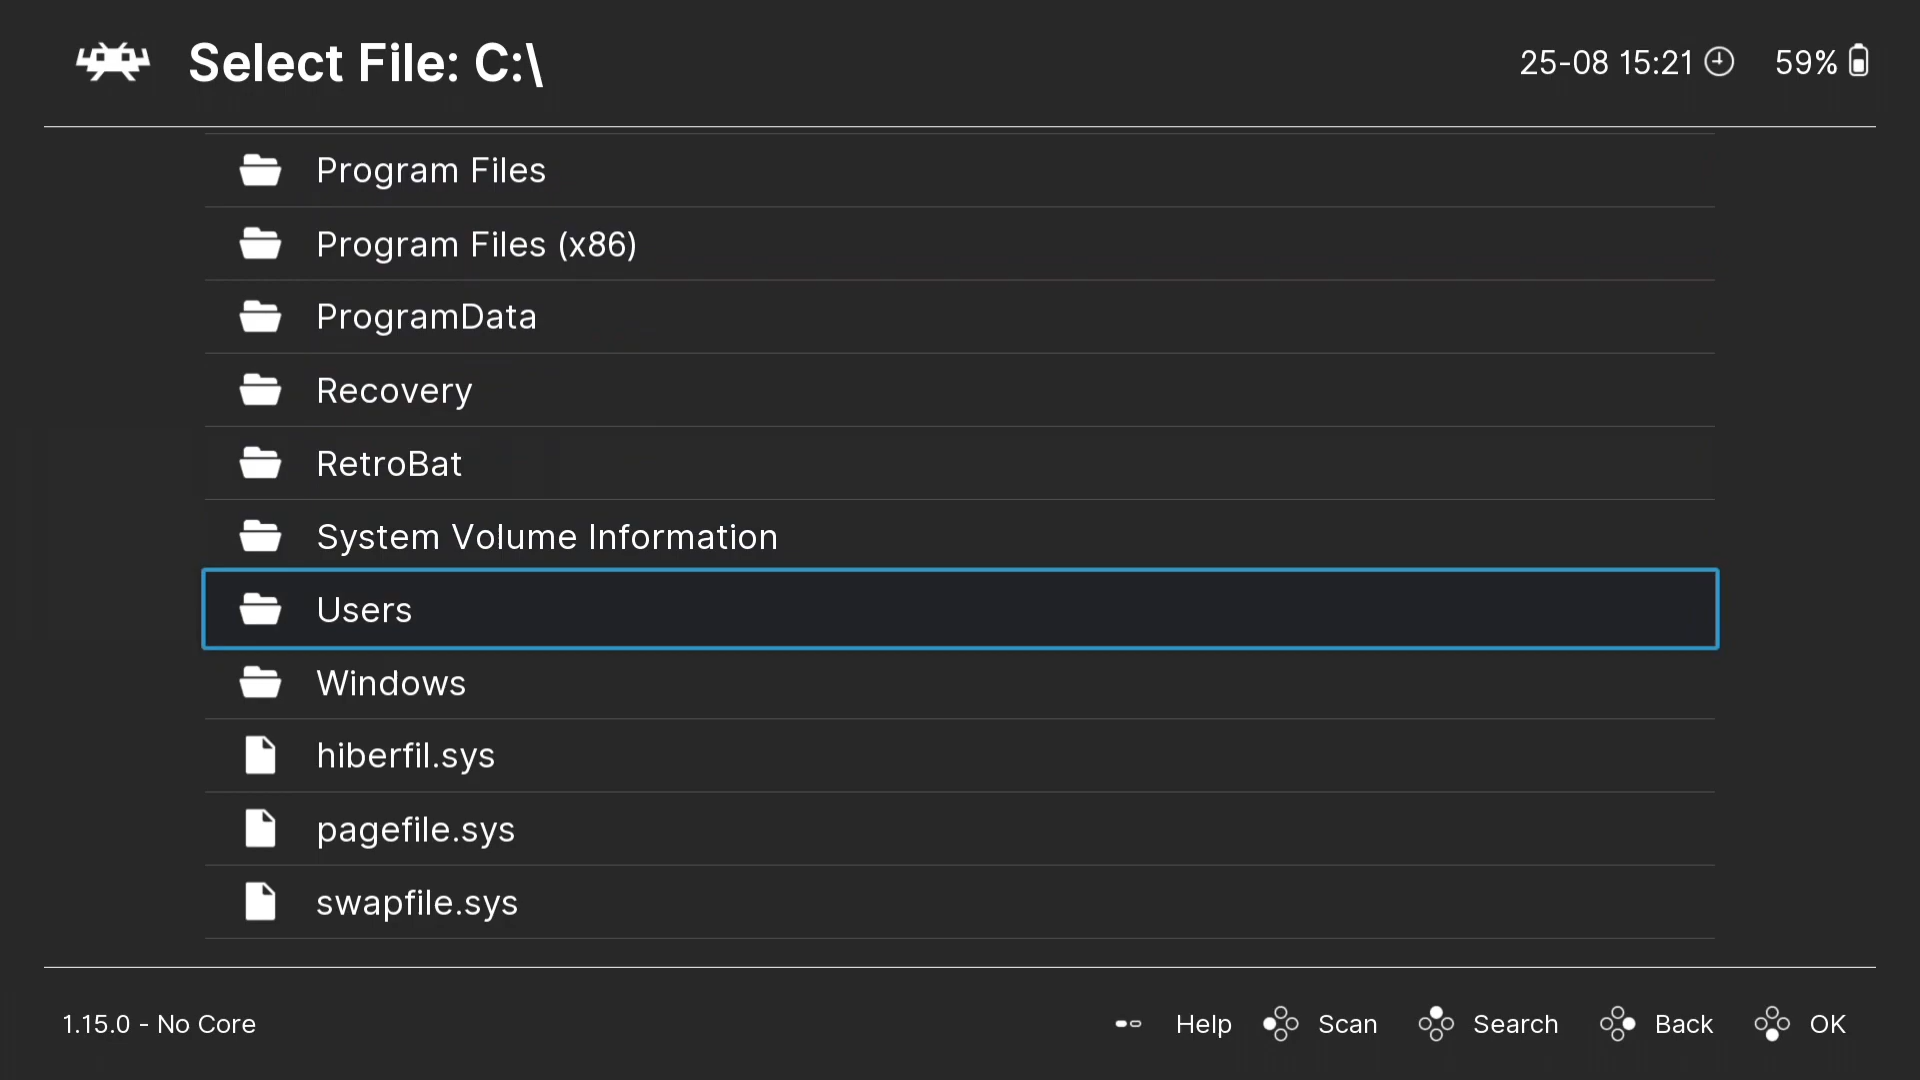 Select File: C:\
25-08 15:21
59%
Program Files
Program Files (x86)
ProgramData
Recovery
RetroBat
System Volume Information
Users
Windows
hiberfil.sys
pagefile.sys
swapfile.sys
1.15.0 - No Core
Help
Scan
Search
Back
OK